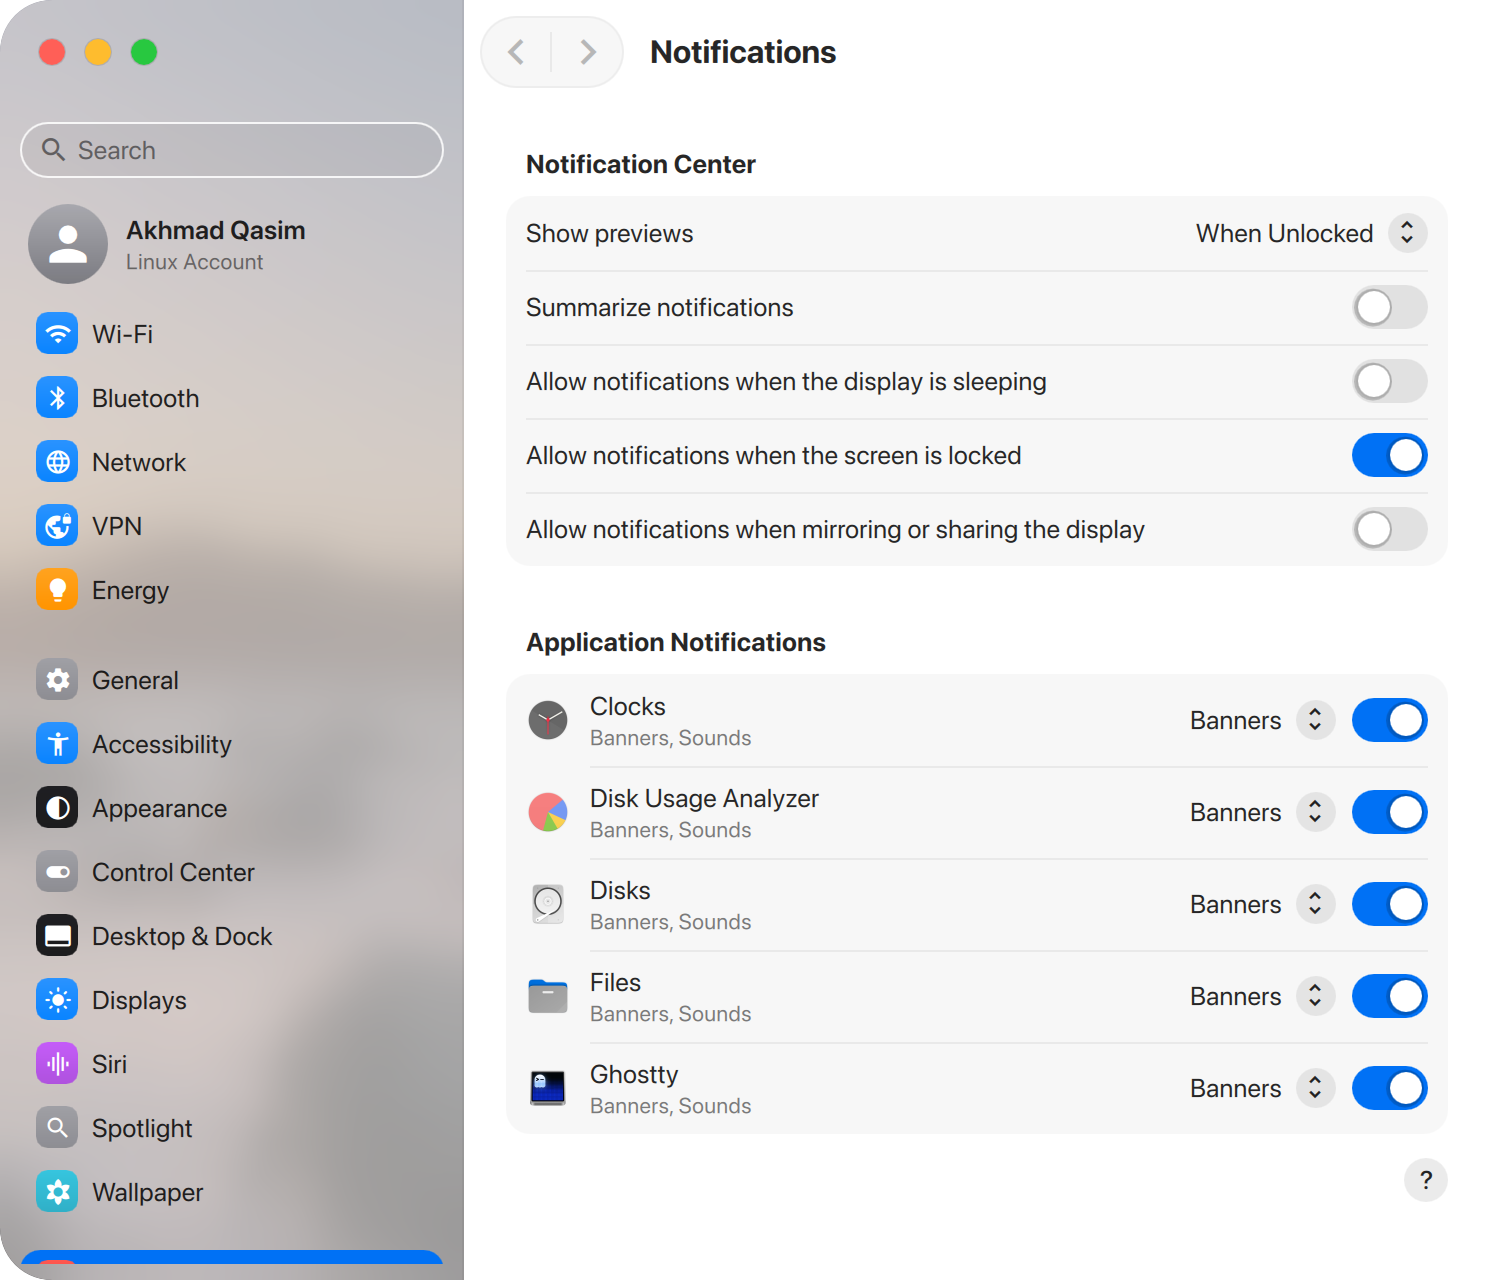 Notifications
Search
Akhmad Qasim
Linux Account
Wi-Fi
Bluetooth
Network
VPN
Energy
General
Accessibility
Appearance
Control Center
Desktop & Dock
Displays
Siri
Spotlight
Wallpaper
Notification Center
Show previews When Unlocked
Summarize notifications
Allow notifications when the display is sleeping
Allow notifications when the screen is locked
Allow notifications when mirroring or sharing the display
Application Notifications
Clocks Banners
Banners, Sounds
Disk Usage Analyzer Banners
Banners, Sounds
Disks Banners
Banners, Sounds
Files Banners
Banners, Sounds
Ghostty Banners
Banners, Sounds
?